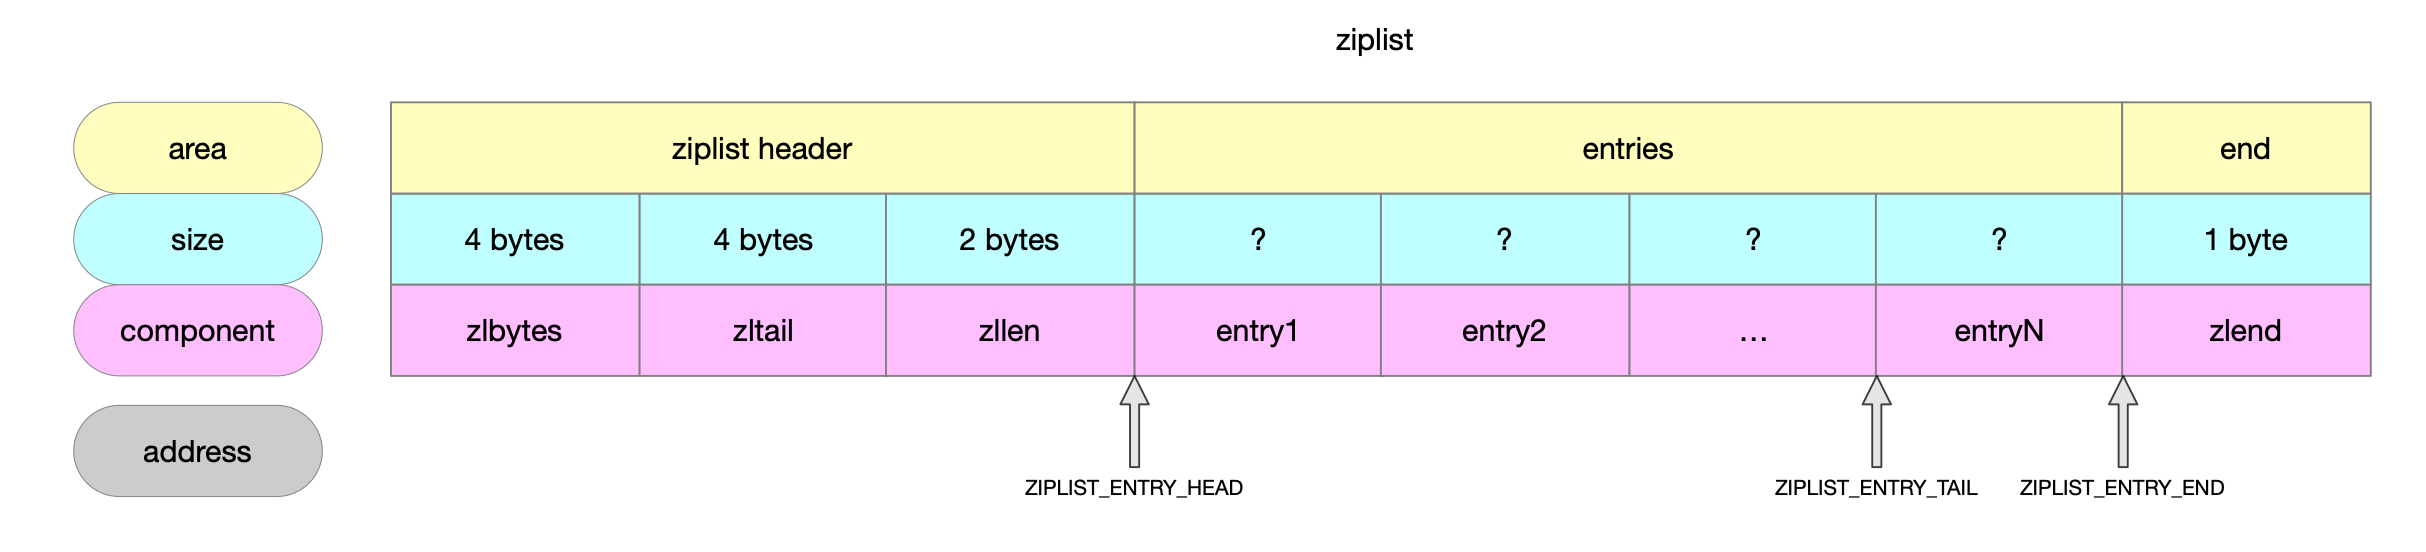 ziplist
area ziplist header entries end
size 4 bytes 4 bytes 2 bytes ? ? ? ? 1 byte
component zlbytes zltail zllen entry1 entry2 ... entryN zlend
address
ZIPLIST_ENTRY_HEAD ZIPLIST_ENTRY_TAIL ZIPLIST_ENTRY_END